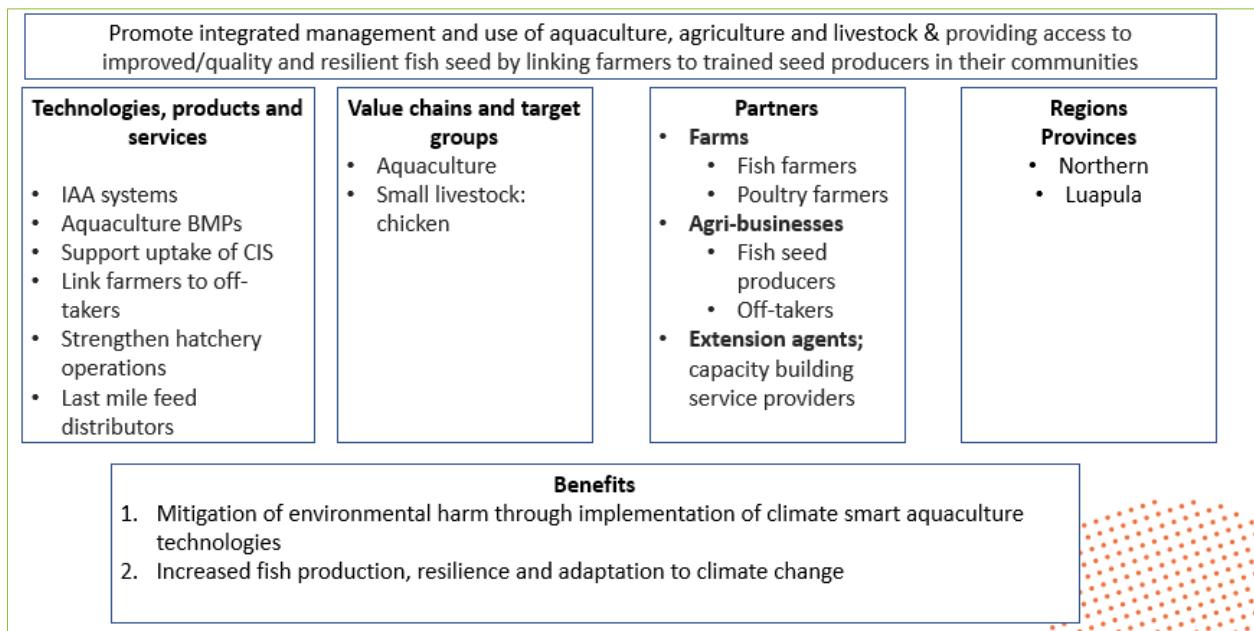 Promote integrated management and use of aquaculture, agriculture and livestock & providing access to
improved/quality and resilient fish seed by linking farmers to trained seed producers in their communities
Technologies, products and
services
• IAA systems
• Aquaculture BMPs
• Support uptake of CIS
• Link farmers to off-
takers
• Strengthen hatchery
operations
• Last mile feed
distributors
Value chains and target
groups
• Aquaculture
• Small livestock:
chicken
Partners
• Farms
• Fish farmers
• Poultry farmers
• Agri-businesses
• Fish seed
producers
• Off-takers
• Extension agents;
capacity building
service providers
Regions
Provinces
• Northern
• Luapula
Benefits
1. Mitigation of environmental harm through implementation of climate smart aquaculture
technologies
2. Increased fish production, resilience and adaptation to climate change